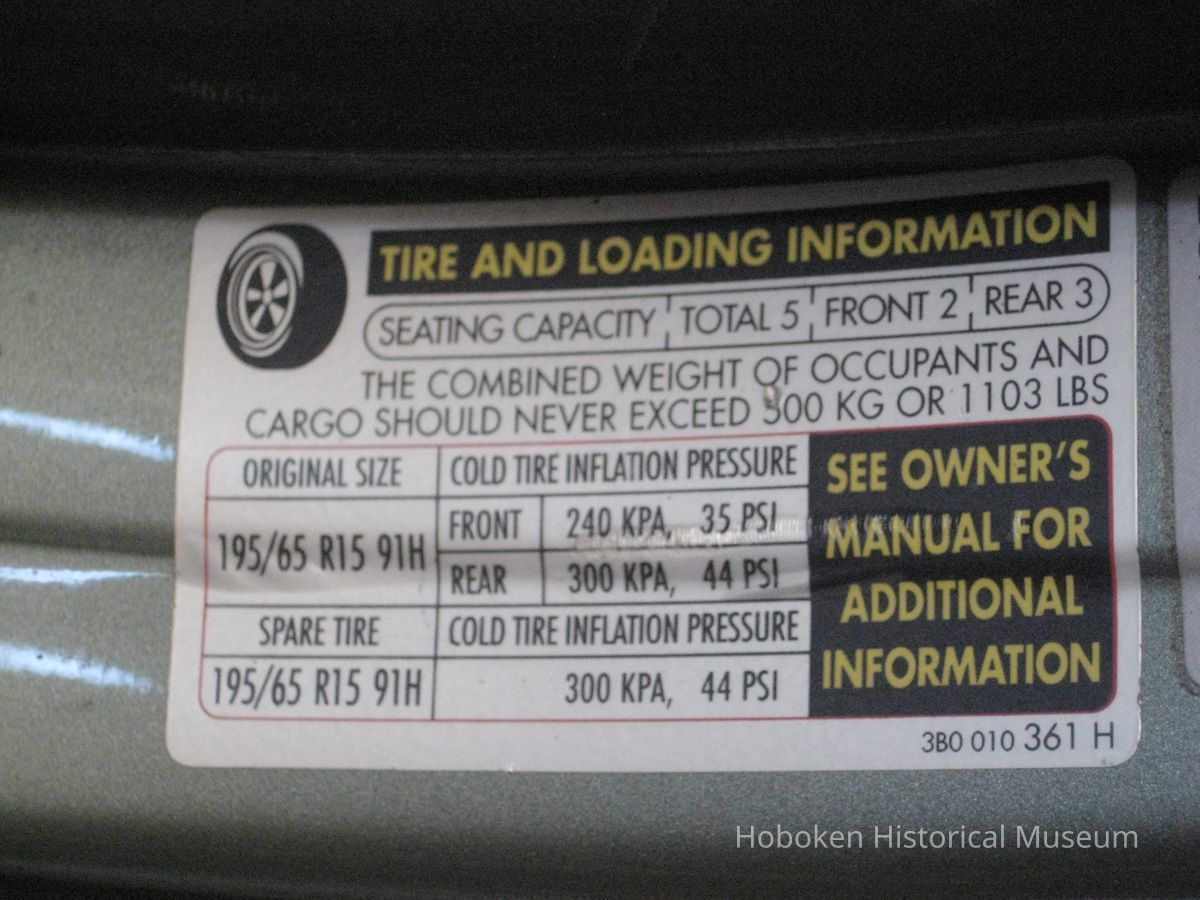 TIRE AND LOADING INFORMATION
SEATING CAPACITY TOTAL 5 FRONT 2 REAR 3
THE COMBINED WEIGHT OF OCCUPANTS AND
CARGO SHOULD NEVER EXCEED 500 KG OR 1103 LBS
ORIGINAL SIZE COLD TIRE INFLATION PRESSURE
195/65 R15 91H
FRONT 240 KPA, 35 PSI
REAR 300 KPA, 44 PSI
SPARE TIRE COLD TIRE INFLATION PRESSURE
195/65 R15 91H 300 KPA, 44 PSI
SEE OWNER'S
MANUAL FOR
ADDITIONAL
INFORMATION
3B0 010 361 H
Hoboken Historical Museum